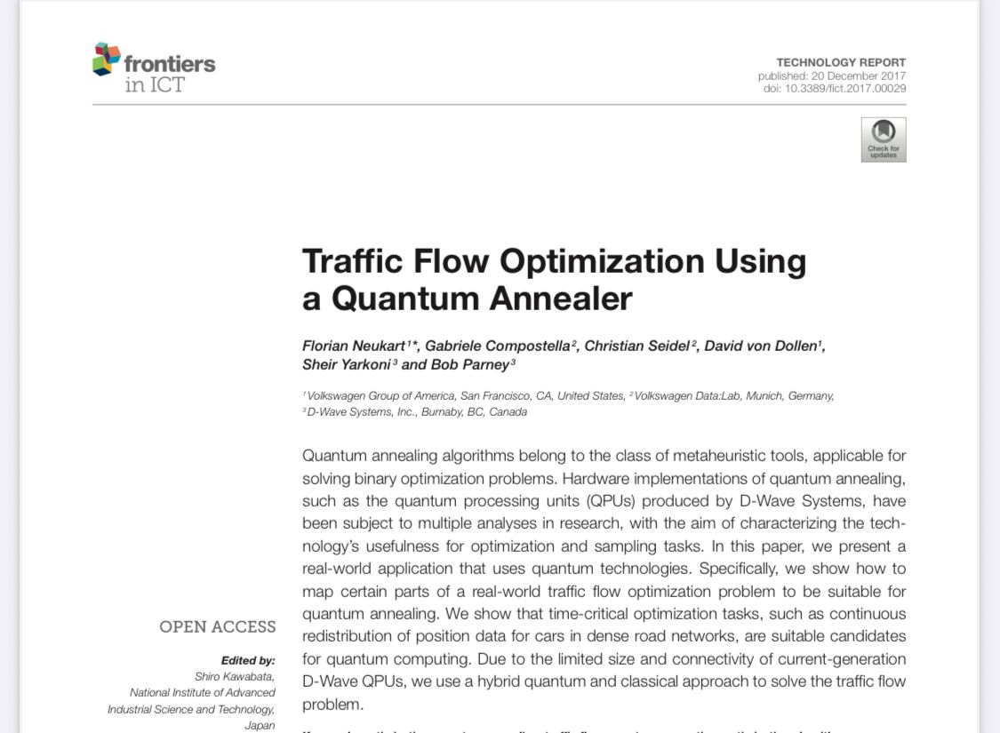 frontiers
in ICT
TECHNOLOGY REPORT
published: 20 December 2017
doi: 10.3389/fict.2017.00029
Check for
updates
Traffic Flow Optimization Using
a Quantum Annealer
Florian Neukart¹*, Gabriele Compostella², Christian Seidel², David von Dollen¹,
Sheir Yarkoni³ and Bob Parney³
¹Volkswagen Group of America, San Francisco, CA, United States, ²Volkswagen Data:Lab, Munich, Germany,
³D-Wave Systems, Inc., Burnaby, BC, Canada
Quantum annealing algorithms belong to the class of metaheuristic tools, applicable for
solving binary optimization problems. Hardware implementations of quantum annealing,
such as the quantum processing units (QPUs) produced by D-Wave Systems, have
been subject to multiple analyses in research, with the aim of characterizing the tech-
nology's usefulness for optimization and sampling tasks. In this paper, we present a
real-world application that uses quantum technologies. Specifically, we show how to
map certain parts of a real-world traffic flow optimization problem to be suitable for
quantum annealing. We show that time-critical optimization tasks, such as continuous
redistribution of position data for cars in dense road networks, are suitable candidates
for quantum computing. Due to the limited size and connectivity of current-generation
D-Wave QPUs, we use a hybrid quantum and classical approach to solve the traffic flow
problem.
OPEN ACCESS
Edited by:
Shiro Kawabata,
National Institute of Advanced
Industrial Science and Technology,
Japan